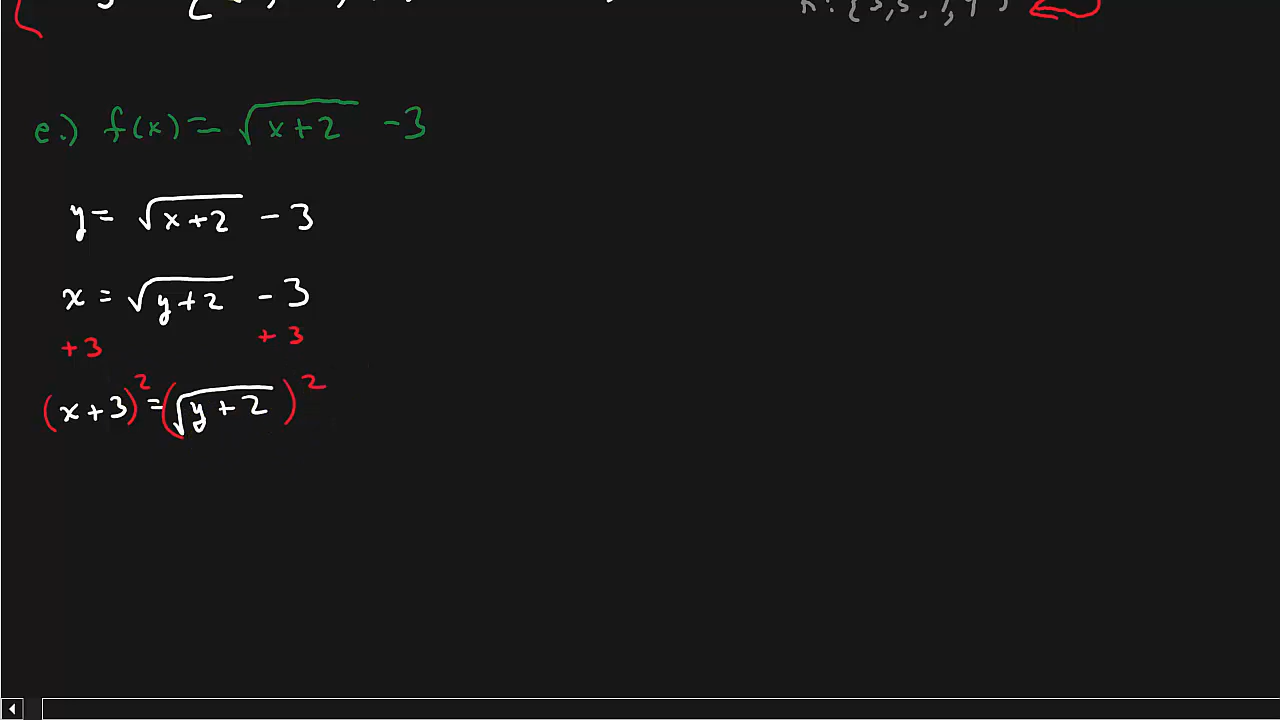 e.) f(x) = √(x+2) - 3
y = √(x+2) - 3
x = √(y+2) - 3
+3 +3
(x+3)² = (√(y+2))²